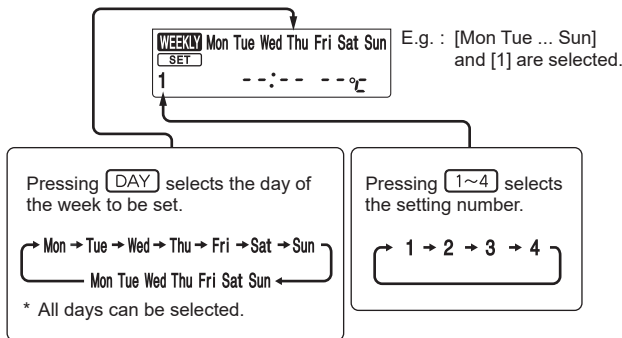 WEEKLY Mon Tue Wed Thu Fri Sat Sun
SET
1 --:-- --°C
E.g. : [Mon Tue ... Sun]
and [1] are selected.
Pressing DAY selects the day of
the week to be set.
→ Mon → Tue → Wed → Thu → Fri → Sat → Sun
Mon Tue Wed Thu Fri Sat Sun ←
* All days can be selected.
Pressing 1~4 selects
the setting number.
→ 1 → 2 → 3 → 4